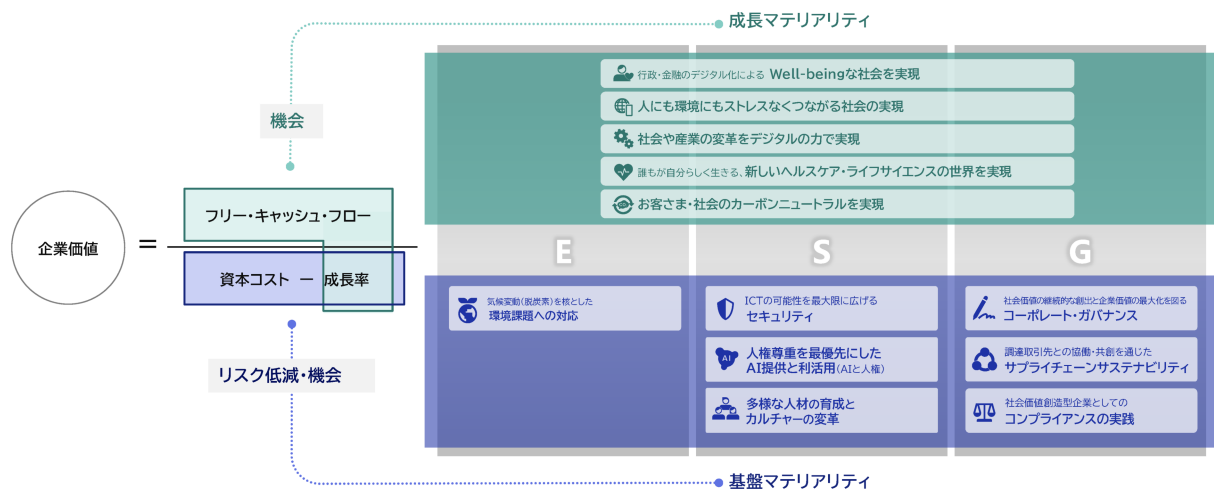 成長マテリアリティ
行政・金融のデジタル化による Well-beingな社会を実現
機会
人にも環境にもストレスなくつながる社会の実現
社会や産業の変革をデジタルの力で実現
誰もが自分らしく生きる、新しいヘルスケア・ライフサイエンスの世界を実現
お客さま・社会のカーボンニュートラルを実現
企業価値
=
フリー・キャッシュ・フロー
資本コスト ー 成長率
E
S
G
気候変動(脱炭素)を核とした
環境課題への対応
ICTの可能性を最大限に広げる
セキュリティ
AI
人権尊重を最優先にした
AI提供と利活用(AIと人権)
多様な人材の育成と
カルチャーの変革
社会価値の継続的な創出と企業価値の最大化を図る
コーポレート・ガバナンス
調達取引先との協働・共創を通じた
サプライチェーンサステナビリティ
社会価値創造型企業としての
コンプライアンスの実践
リスク低減・機会
基盤マテリアリティ